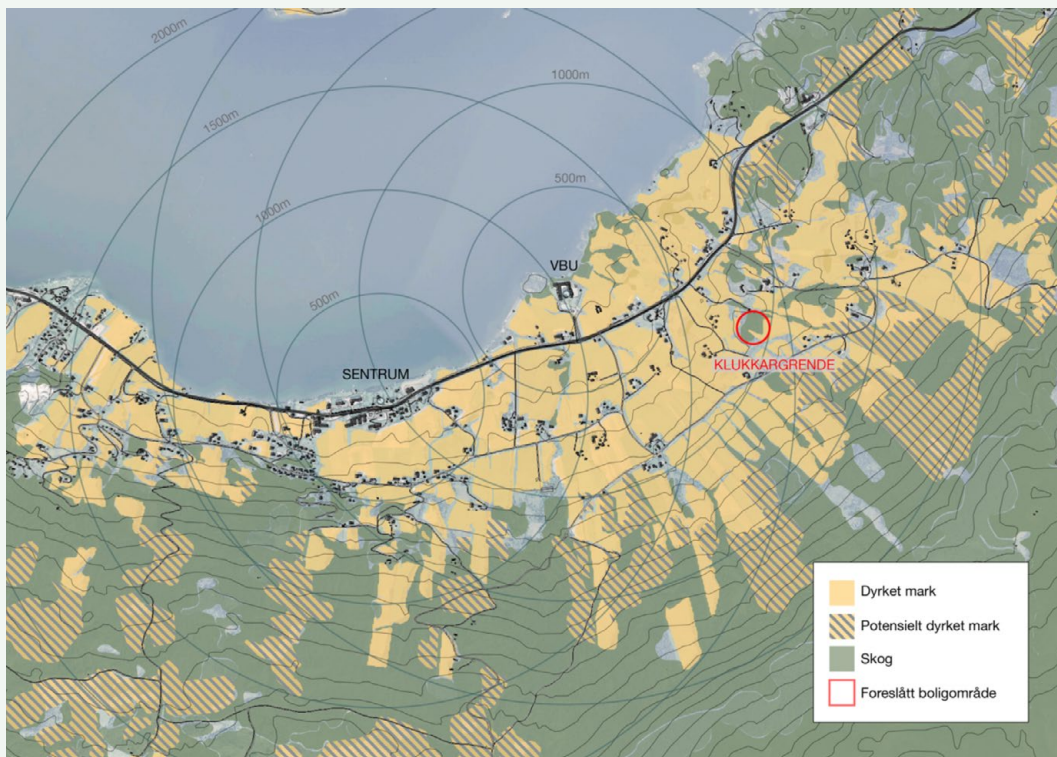 2000m
1000m
1500m
500m
1000m
VBU
500m
KLUKKARGRENDE
SENTRUM
Dyrket mark
Potensielt dyrket mark
Skog
Foreslått boligområde